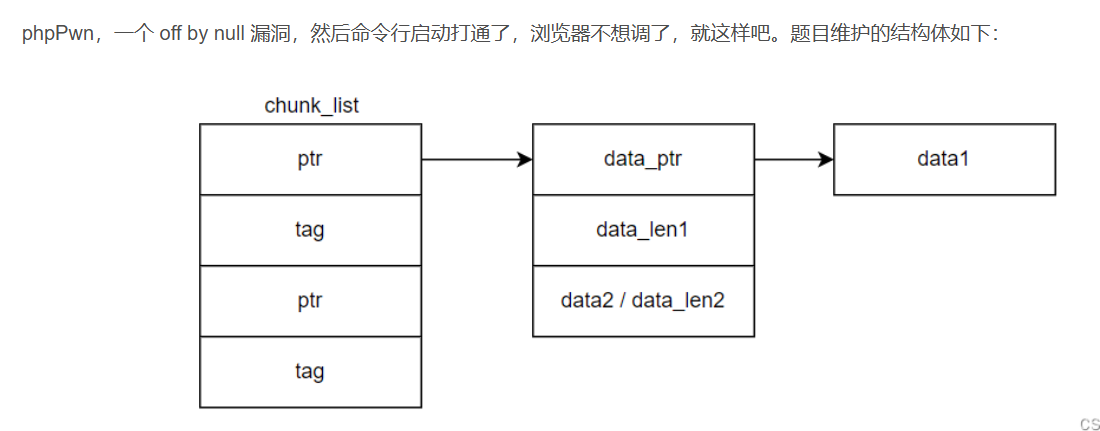 phpPwn，一个 off by null 漏洞，然后命令行启动打通了，浏览器不想调了，就这样吧。题目维护的结构体如下：
chunk_list
ptr
data_ptr
data1
tag
data_len1
ptr
data2 / data_len2
tag
CS